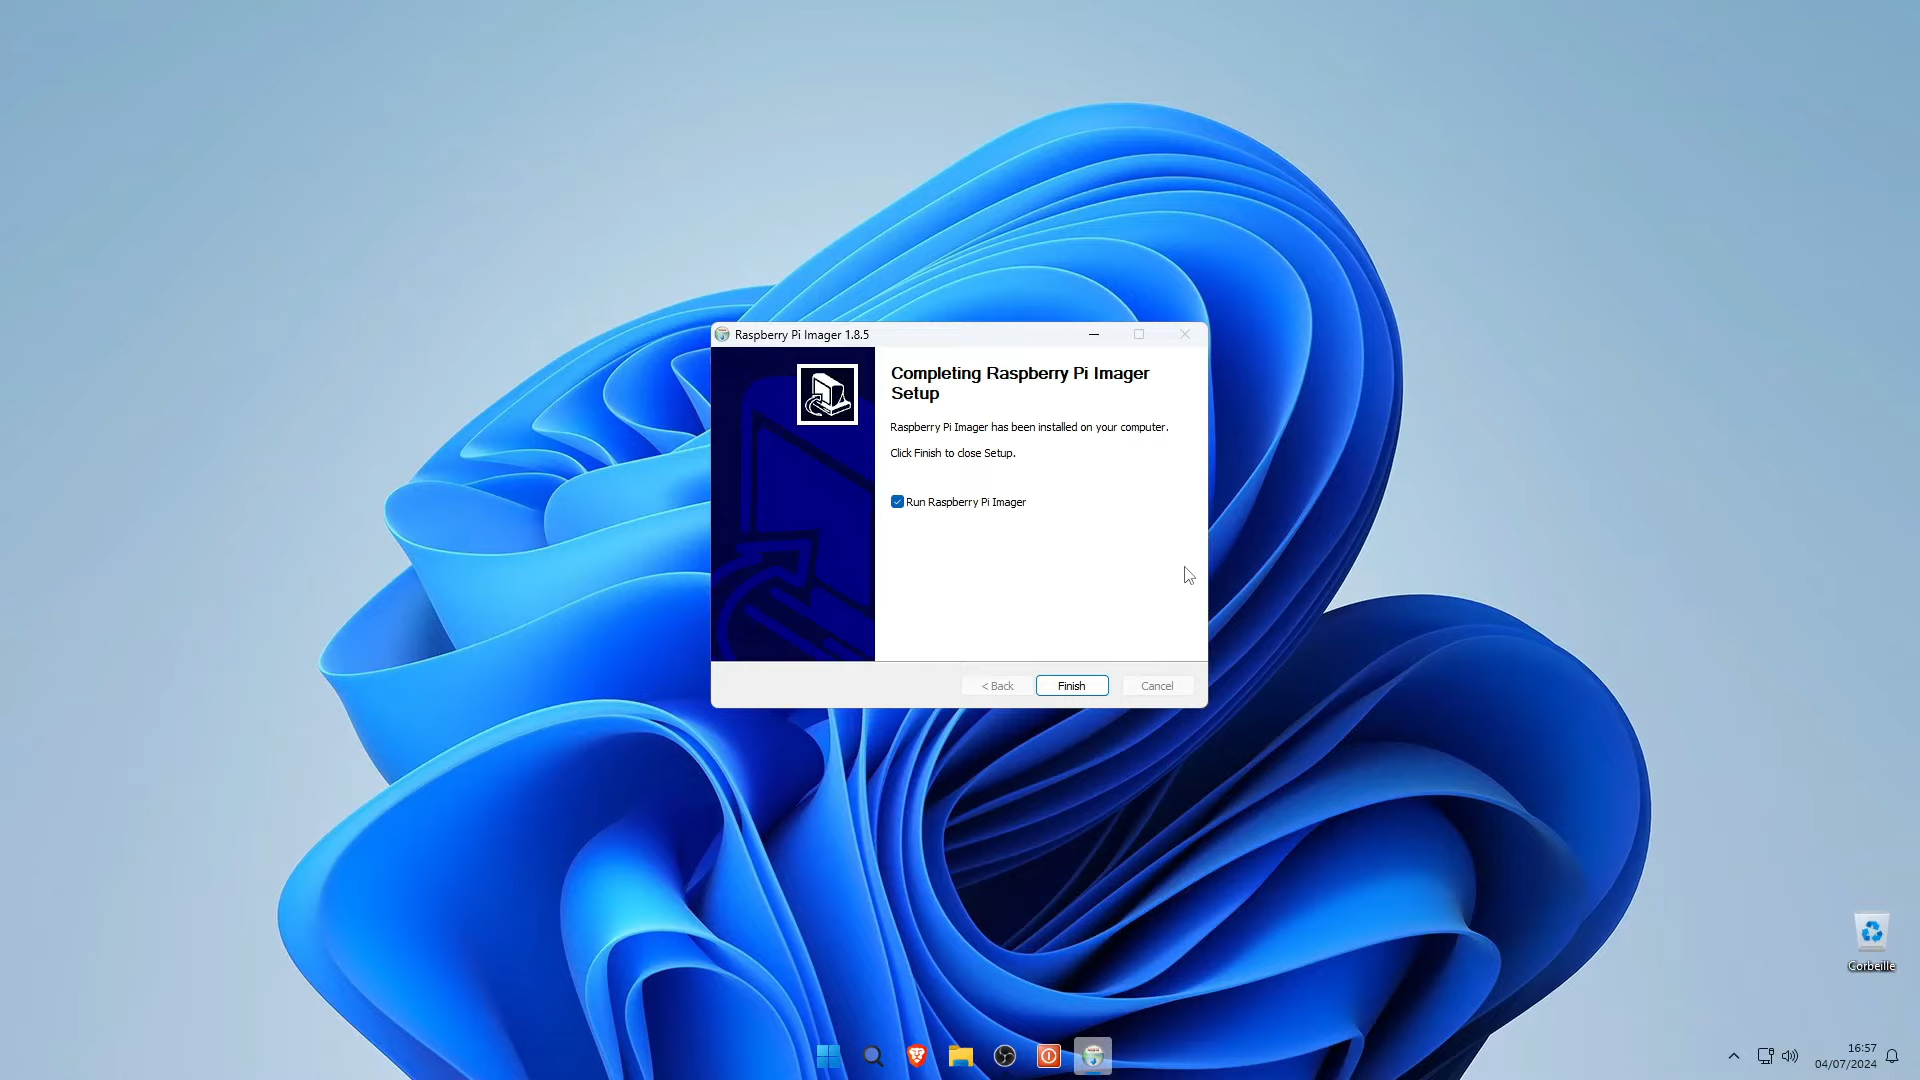 Raspberry Pi Imager 1.8.5
Completing Raspberry Pi Imager
Setup
Raspberry Pi Imager has been installed on your computer.
Click Finish to close Setup.
Run Raspberry Pi Imager
< Back
Finish
Cancel
Corbeille
16:57
04/07/2024